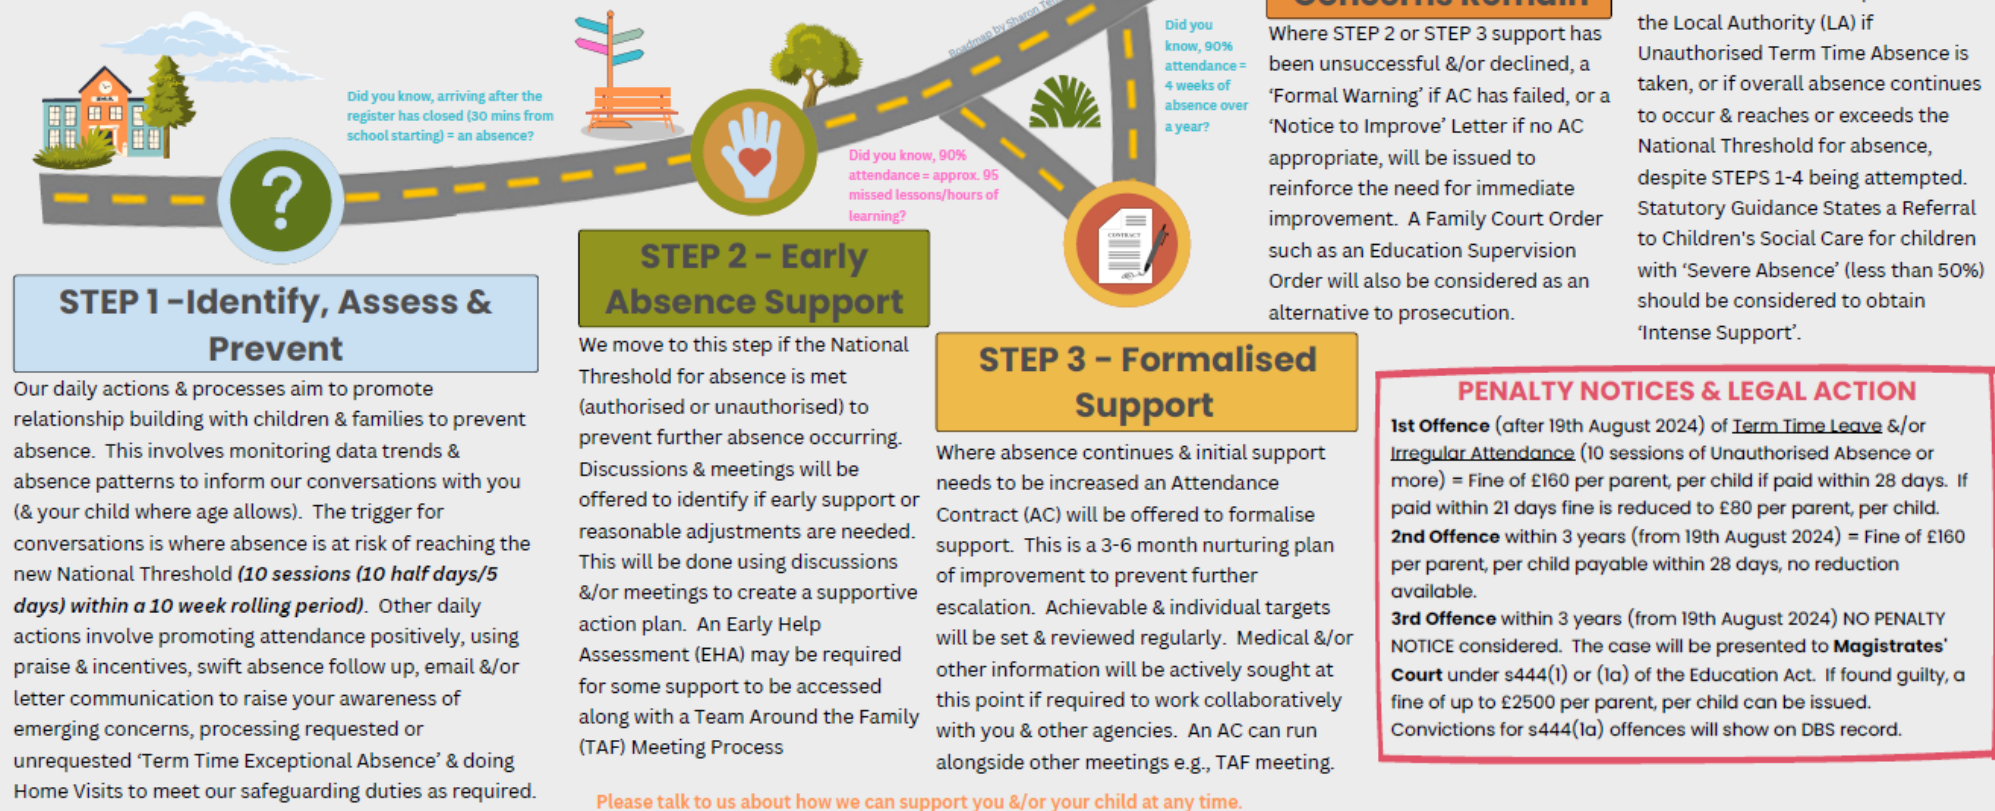 Roadmap by Sharon
Did you know, arriving after the
register has closed (30 mins from
school starting) = an absence?
Did you know, 90%
attendance = approx. 95
missed lessons/hours of
learning?
Did you
know, 90%
attendance =
4 weeks of
absence over
a year?
CONTRACT
STEP 1 -Identify, Assess &
Prevent
Our daily actions & processes aim to promote
relationship building with children & families to prevent
absence. This involves monitoring data trends &
absence patterns to inform our conversations with you
(& your child where age allows). The trigger for
conversations is where absence is at risk of reaching the
new National Threshold (10 sessions (10 half days/5
days) within a 10 week rolling period). Other daily
actions involve promoting attendance positively, using
praise & incentives, swift absence follow up, email &/or
letter communication to raise your awareness of
emerging concerns, processing requested or
unrequested ‘Term Time Exceptional Absence’ & doing
Home Visits to meet our safeguarding duties as required.
STEP 2 - Early
Absence Support
We move to this step if the National
Threshold for absence is met
(authorised or unauthorised) to
prevent further absence occurring.
Discussions & meetings will be
offered to identify if early support or
reasonable adjustments are needed.
This will be done using discussions
&/or meetings to create a supportive
action plan. An Early Help
Assessment (EHA) may be required
for some support to be accessed
along with a Team Around the Family
(TAF) Meeting Process
STEP 3 - Formalised
Support
Where absence continues & initial support
needs to be increased an Attendance
Contract (AC) will be offered to formalise
support. This is a 3-6 month nurturing plan
of improvement to prevent further
escalation. Achievable & individual targets
will be set & reviewed regularly. Medical &/or
other information will be actively sought at
this point if required to work collaboratively
with you & other agencies. An AC can run
alongside other meetings e.g., TAF meeting.
Concerns Remain
Where STEP 2 or STEP 3 support has
been unsuccessful &/or declined, a
‘Formal Warning’ if AC has failed, or a
‘Notice to Improve’ Letter if no AC
appropriate, will be issued to
reinforce the need for immediate
improvement. A Family Court Order
such as an Education Supervision
Order will also be considered as an
alternative to prosecution.
the Local Authority (LA) if
Unauthorised Term Time Absence is
taken, or if overall absence continues
to occur & reaches or exceeds the
National Threshold for absence,
despite STEPS 1-4 being attempted.
Statutory Guidance States a Referral
to Children's Social Care for children
with ‘Severe Absence’ (less than 50%)
should be considered to obtain
‘Intense Support’.
PENALTY NOTICES & LEGAL ACTION
1st Offence (after 19th August 2024) of Term Time Leave &/or
Irregular Attendance (10 sessions of Unauthorised Absence or
more) = Fine of £160 per parent, per child if paid within 28 days. If
paid within 21 days fine is reduced to £80 per parent, per child.
2nd Offence within 3 years (from 19th August 2024) = Fine of £160
per parent, per child payable within 28 days, no reduction
available.
3rd Offence within 3 years (from 19th August 2024) NO PENALTY
NOTICE considered. The case will be presented to Magistrates'
Court under s444(1) or (1a) of the Education Act. If found guilty, a
fine of up to £2500 per parent, per child can be issued.
Convictions for s444(1a) offences will show on DBS record.
Please talk to us about how we can support you &/or your child at any time.